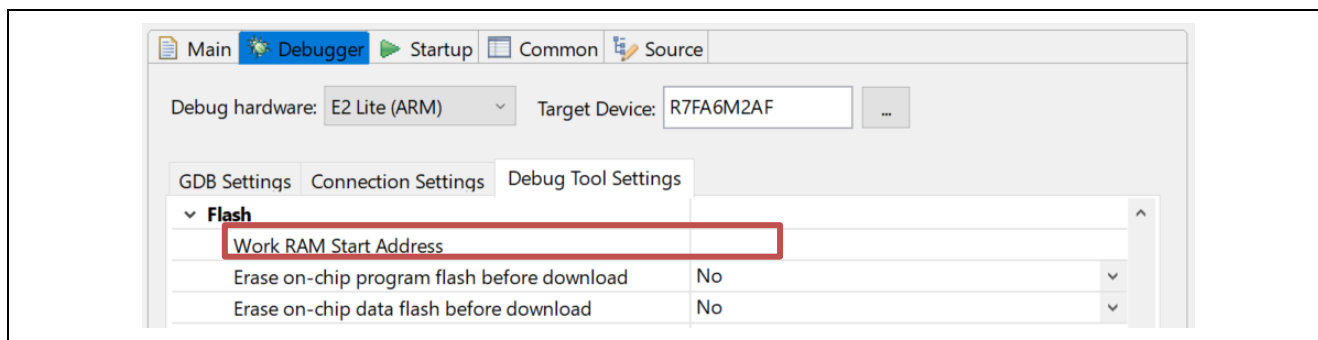 Main Debugger Startup Common Source
Debug hardware: E2 Lite (ARM) Target Device: R7FA6M2AF ...
GDB Settings Connection Settings Debug Tool Settings
Flash
Work RAM Start Address
Erase on-chip program flash before download No
Erase on-chip data flash before download No